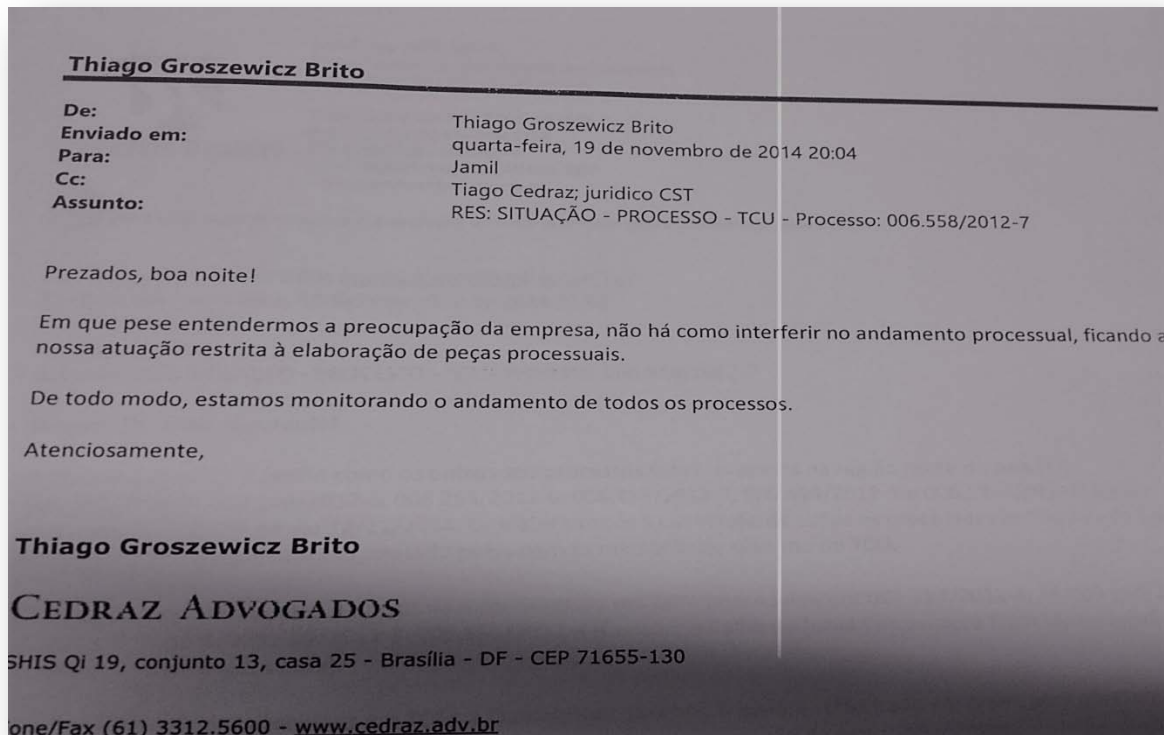 Thiago Groszewicz Brito
De: Thiago Groszewicz Brito
Enviado em: quarta-feira, 19 de novembro de 2014 20:04
Para: Jamil
Cc: Tiago Cedraz; juridico CST
Assunto: RES: SITUAÇÃO - PROCESSO - TCU - Processo: 006.558/2012-7
Prezados, boa noite!
Em que pese entendermos a preocupação da empresa, não há como interferir no andamento processual, ficando a
nossa atuação restrita à elaboração de peças processuais.
De todo modo, estamos monitorando o andamento de todos os processos.
Atenciosamente,
Thiago Groszewicz Brito
CEDRAZ ADVOGADOS
SHIS Qi 19, conjunto 13, casa 25 - Brasília - DF - CEP 71655-130
one/Fax (61) 3312.5600 - www.cedraz.adv.br